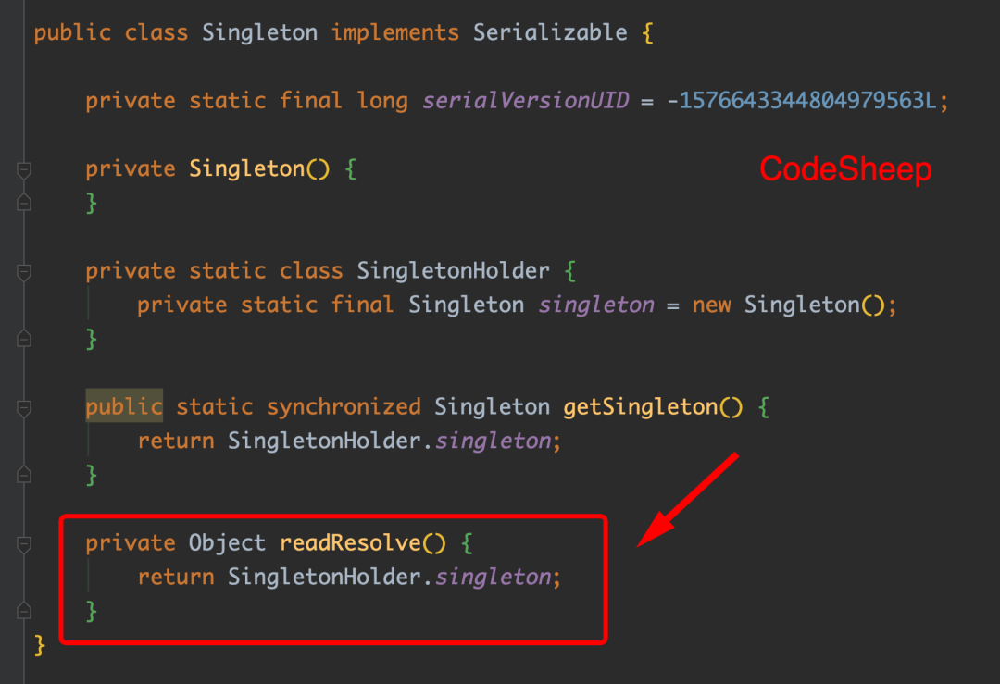 public class Singleton implements Serializable {
private static final long serialVersionUID = -1576643344804979563L;
private Singleton() {
CodeSheep
}
private static class SingletonHolder {
private static final Singleton singleton = new Singleton();
}
public static synchronized Singleton getSingleton() {
return SingletonHolder.singleton;
}
private Object readResolve() {
return SingletonHolder.singleton;
}
}